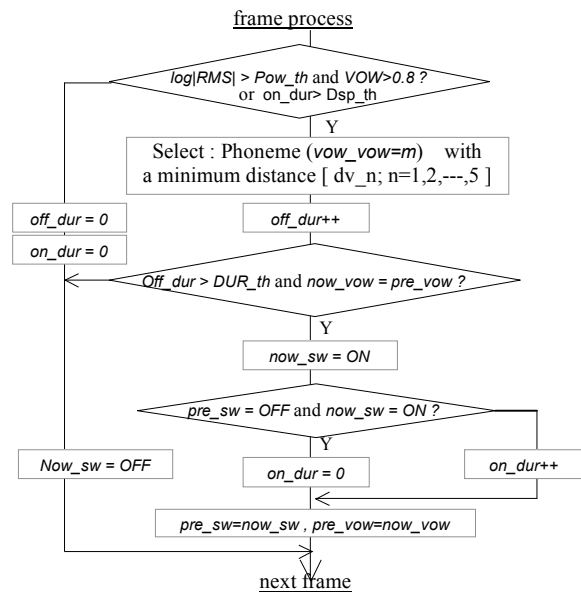 frame process
log|RMS| > Pow_th and VOW>0.8 ?
or on_dur> Dsp_th
Y
Select : Phoneme (vow_vow=m) with
a minimum distance [ dv_n; n=1,2,---,5 ]
off_dur = 0
off_dur++
on_dur = 0
Off_dur > DUR_th and now_vow = pre_vow ?
Y
now_sw = ON
pre_sw = OFF and now_sw = ON ?
Y
Now_sw = OFF
on_dur = 0
on_dur++
pre_sw=now_sw , pre_vow=now_vow
next frame